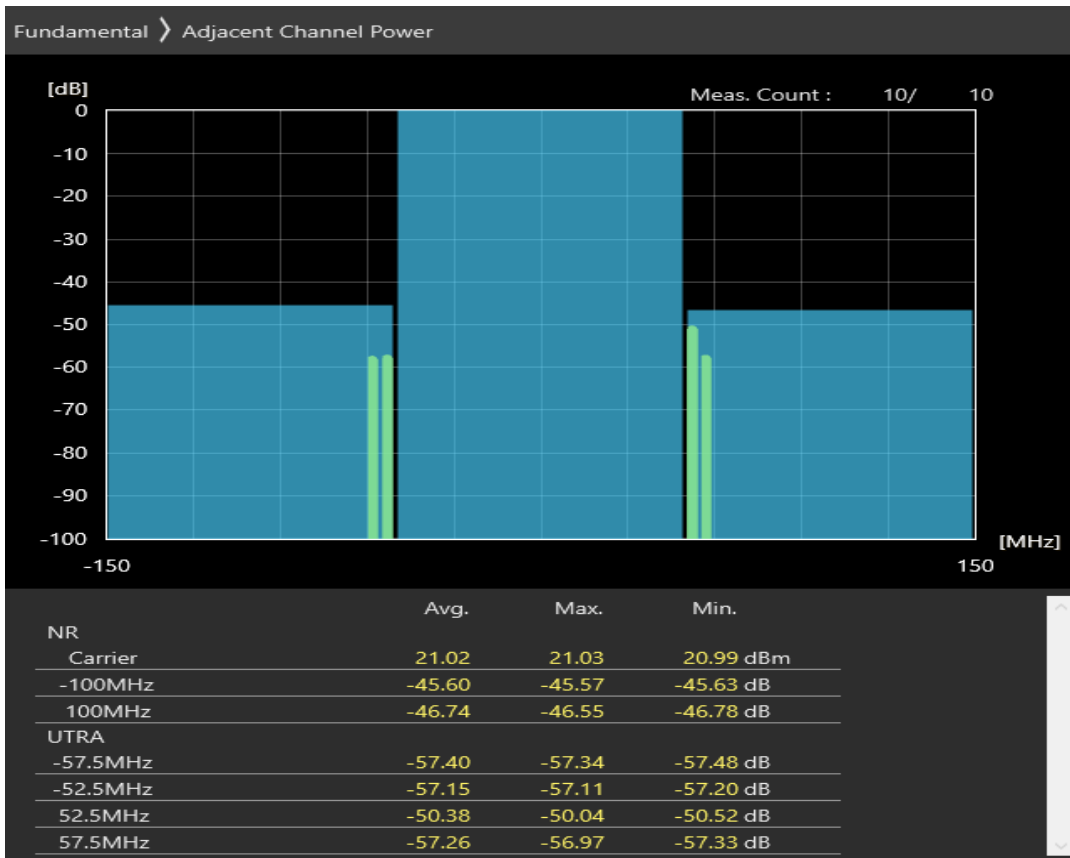 Fundamental 〉 Adjacent Channel Power
[dB]
Meas. Count : 10/ 10
0
-10
-20
-30
-40
-50
-60
-70
-80
-90
-100
[MHz]
-150 150
Avg. Max. Min.
NR
Carrier 21.02 21.03 20.99 dBm
-100MHz -45.60 -45.57 -45.63 dB
100MHz -46.74 -46.55 -46.78 dB
UTRA
-57.5MHz -57.40 -57.34 -57.48 dB
-52.5MHz -57.15 -57.11 -57.20 dB
52.5MHz -50.38 -50.04 -50.52 dB
57.5MHz -57.26 -56.97 -57.33 dB